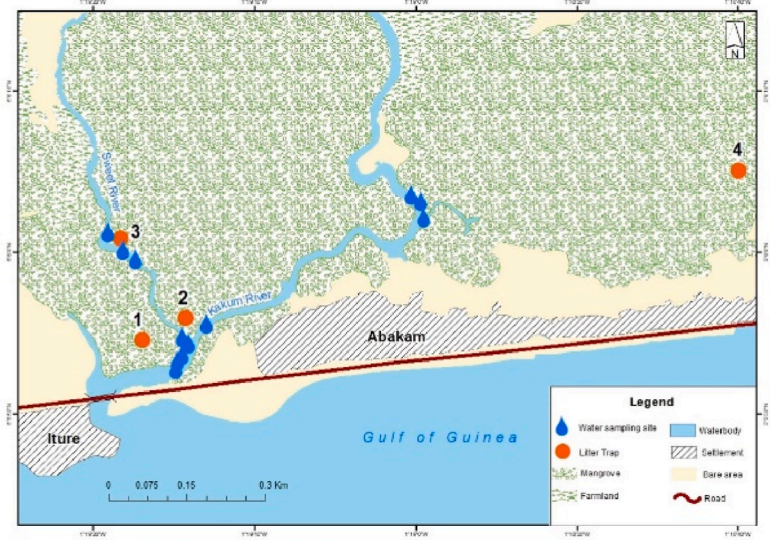 N
4
Sweet River
3
2
Kakum River
1
Abakam
Iture
Gulf of Guinea
0 0.075 0.15 0.3 Km
Legend
Water sampling site
Waterbody
Litter Trap
Settlement
Mangrove
Bare area
Farmland
Road